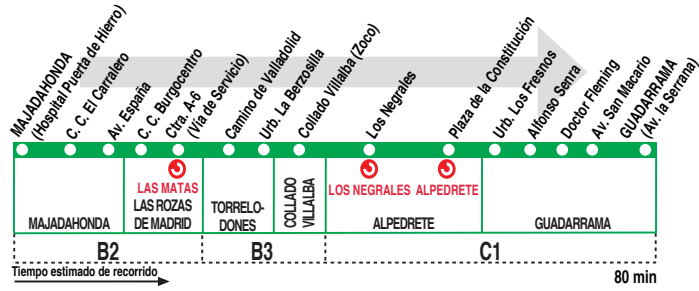 MAJADAHONDA
(Hospital Puerta de Hierro)
C. C. El Carralero
Av. España
C. C. Burgocentro
Ctra. A-6
(Vía de Servicio)
Camino de Valladolid
Urb. La Berzosilla
Collado Villalba (Zoco)
Los Negrales
Plaza de la Constitución
Urb. Los Fresnos
Alfonso Senra
Doctor Fleming
Av. San Macario
GUADARRAMA
(Av. la Serrana)
LAS MATAS
LOS NEGRALES
ALPEDRETE
MAJADAHONDA
LAS ROZAS
DE MADRID
TORRELO-
DONES
COLLADO
VILLALBA
ALPEDRETE
GUADARRAMA
B2
B3
C1
Tiempo estimado de recorrido
80 min